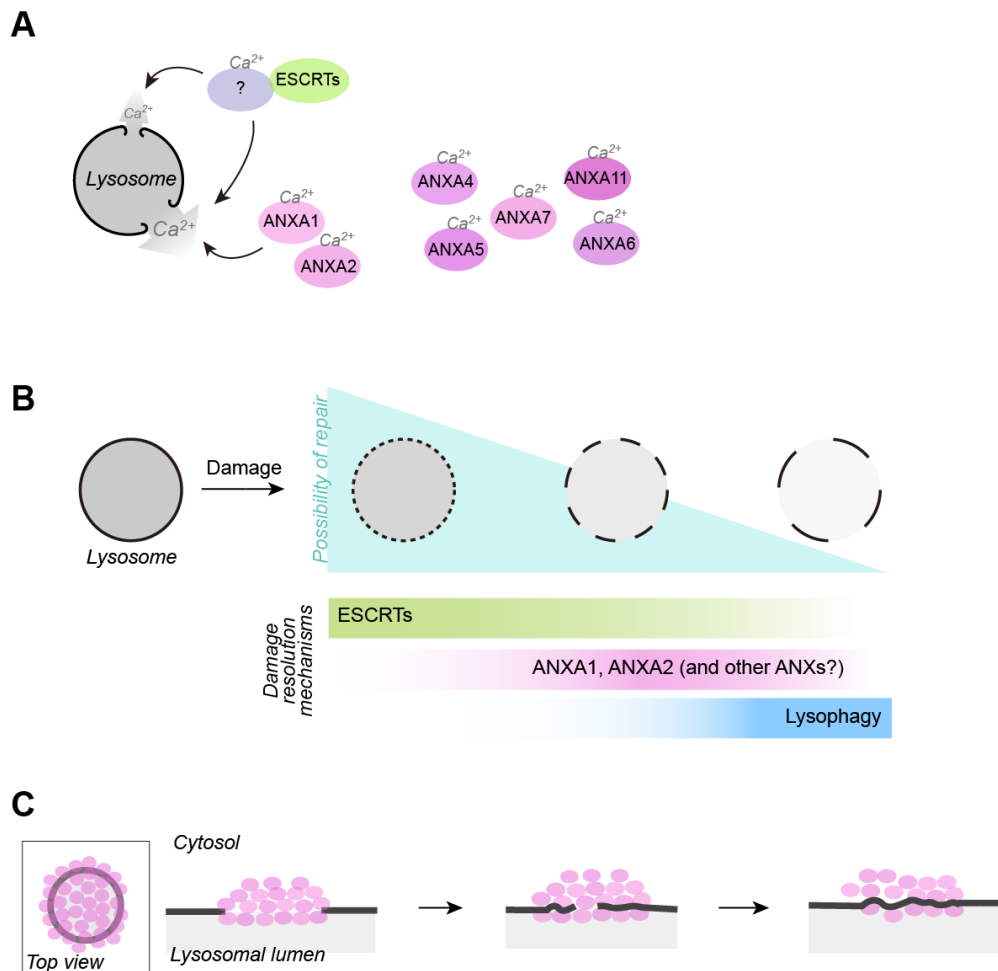 A
Ca²⁺
?
ESCRTs
Ca²⁺
Lysosome
Ca²⁺
Ca²⁺
ANXA1
Ca²⁺
ANXA2
Ca²⁺
ANXA4
Ca²⁺
ANXA11
Ca²⁺
ANXA7
Ca²⁺
ANXA5
Ca²⁺
ANXA6
B
Lysosome
Damage
Possibility of repair
Damage
resolution
mechanisms
ESCRTs
ANXA1, ANXA2 (and other ANXs?)
Lysophagy
C
Top view
Cytosol
Lysosomal lumen